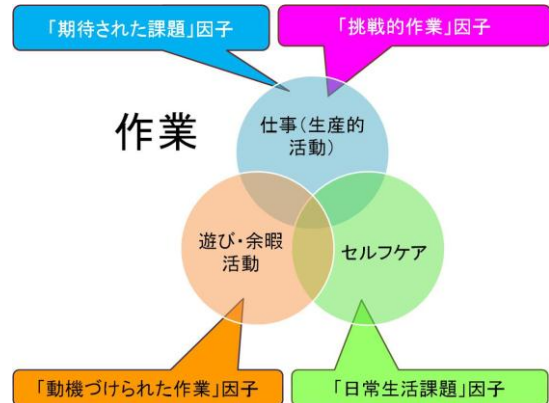 「期待された課題」因子
「挑戦的作業」因子
作業
仕事(生産的
活動)
遊び・余暇
活動
セルフケア
「動機づけられた作業」因子
「日常生活課題」因子